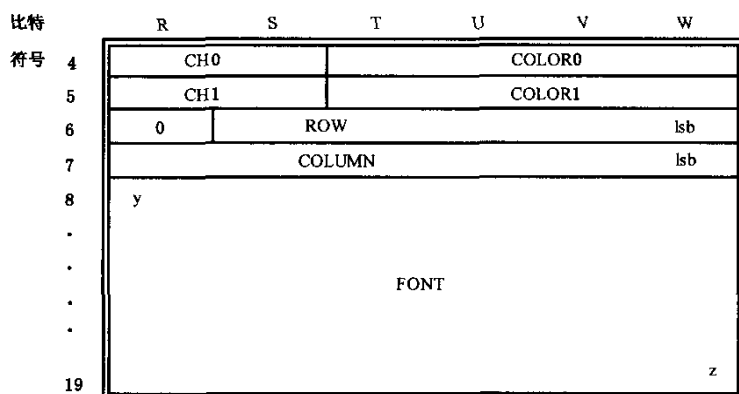 比特 R S T U V W
符号 4 CH0 COLOR0
5 CH1 COLOR1
6 0 ROW lsb
7 COLUMN lsb
8 y
.
.
FONT
.
.
z
19